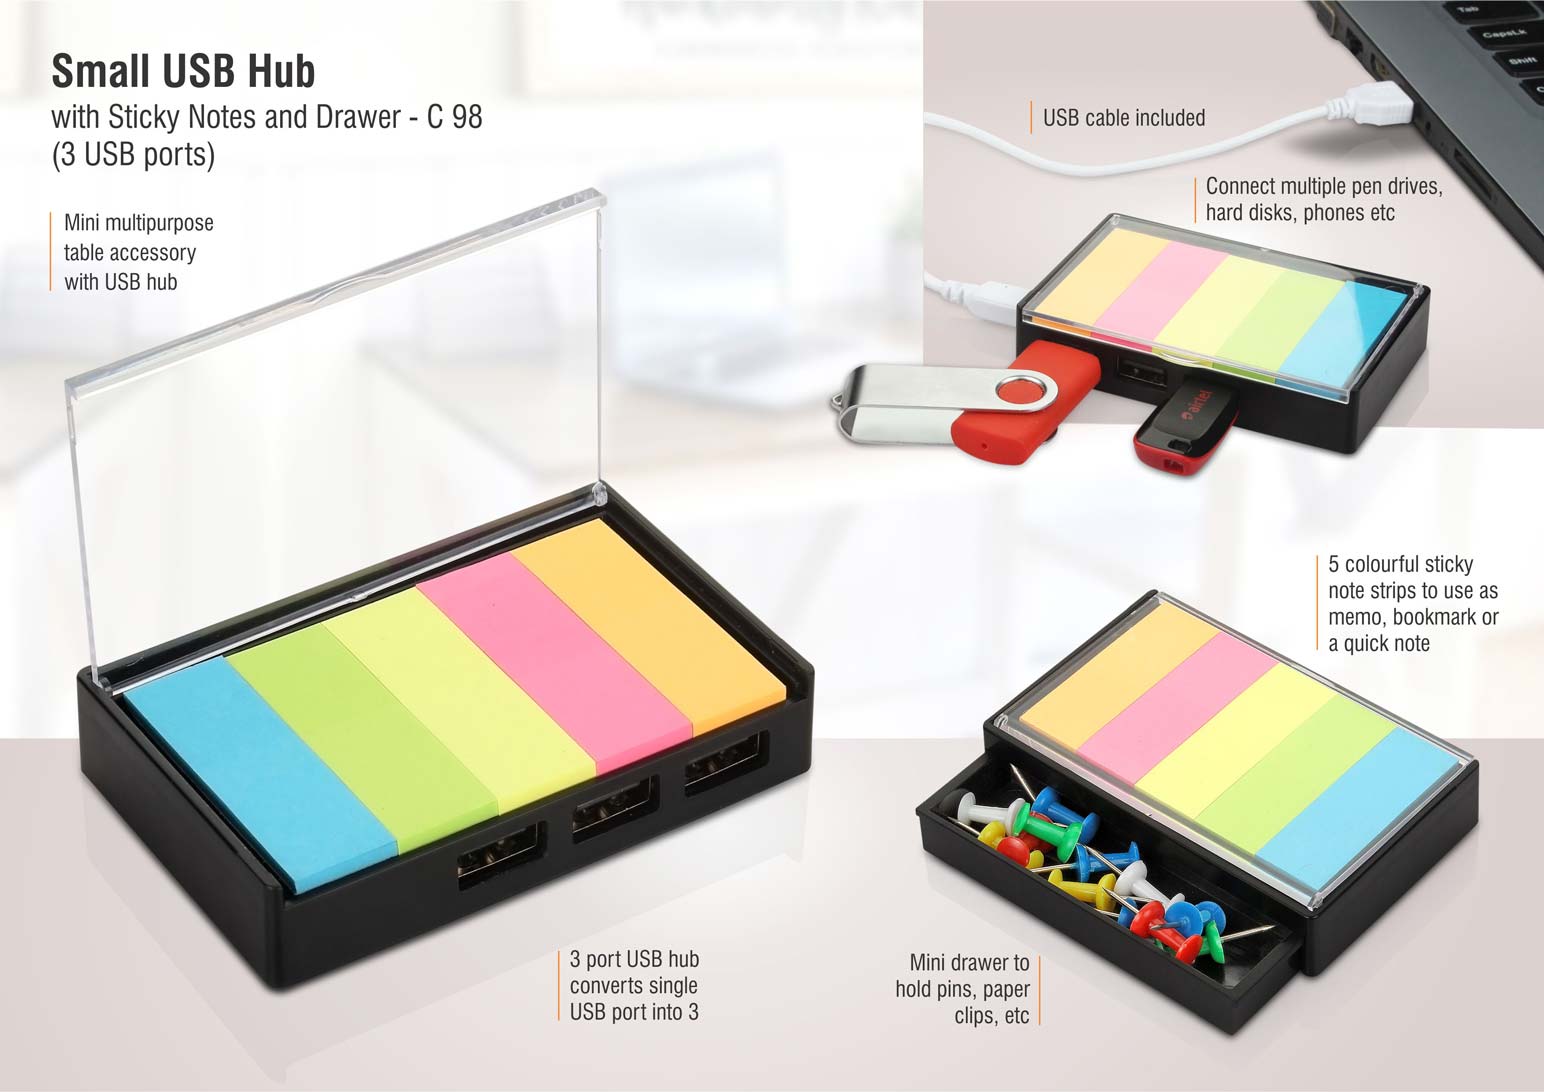 Small USB Hub
with Sticky Notes and Drawer - C 98
(3 USB ports)
Mini multipurpose
table accessory
with USB hub
USB cable included
Connect multiple pen drives,
hard disks, phones etc
Tab
CapsLk
Shift
airtel
5 colourful sticky
note strips to use as
memo, bookmark or
a quick note
3 port USB hub
converts single
USB port into 3
Mini drawer to
hold pins, paper
clips, etc